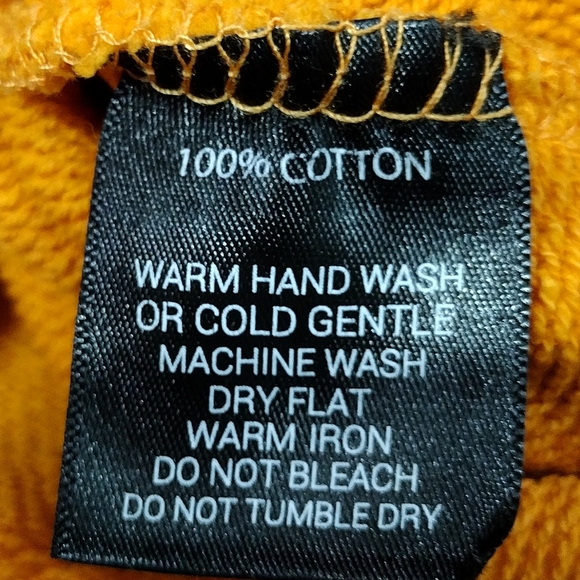 100% COTTON
WARM HAND WASH
OR COLD GENTLE
MACHINE WASH
DRY FLAT
WARM IRON
DO NOT BLEACH
DO NOT TUMBLE DRY